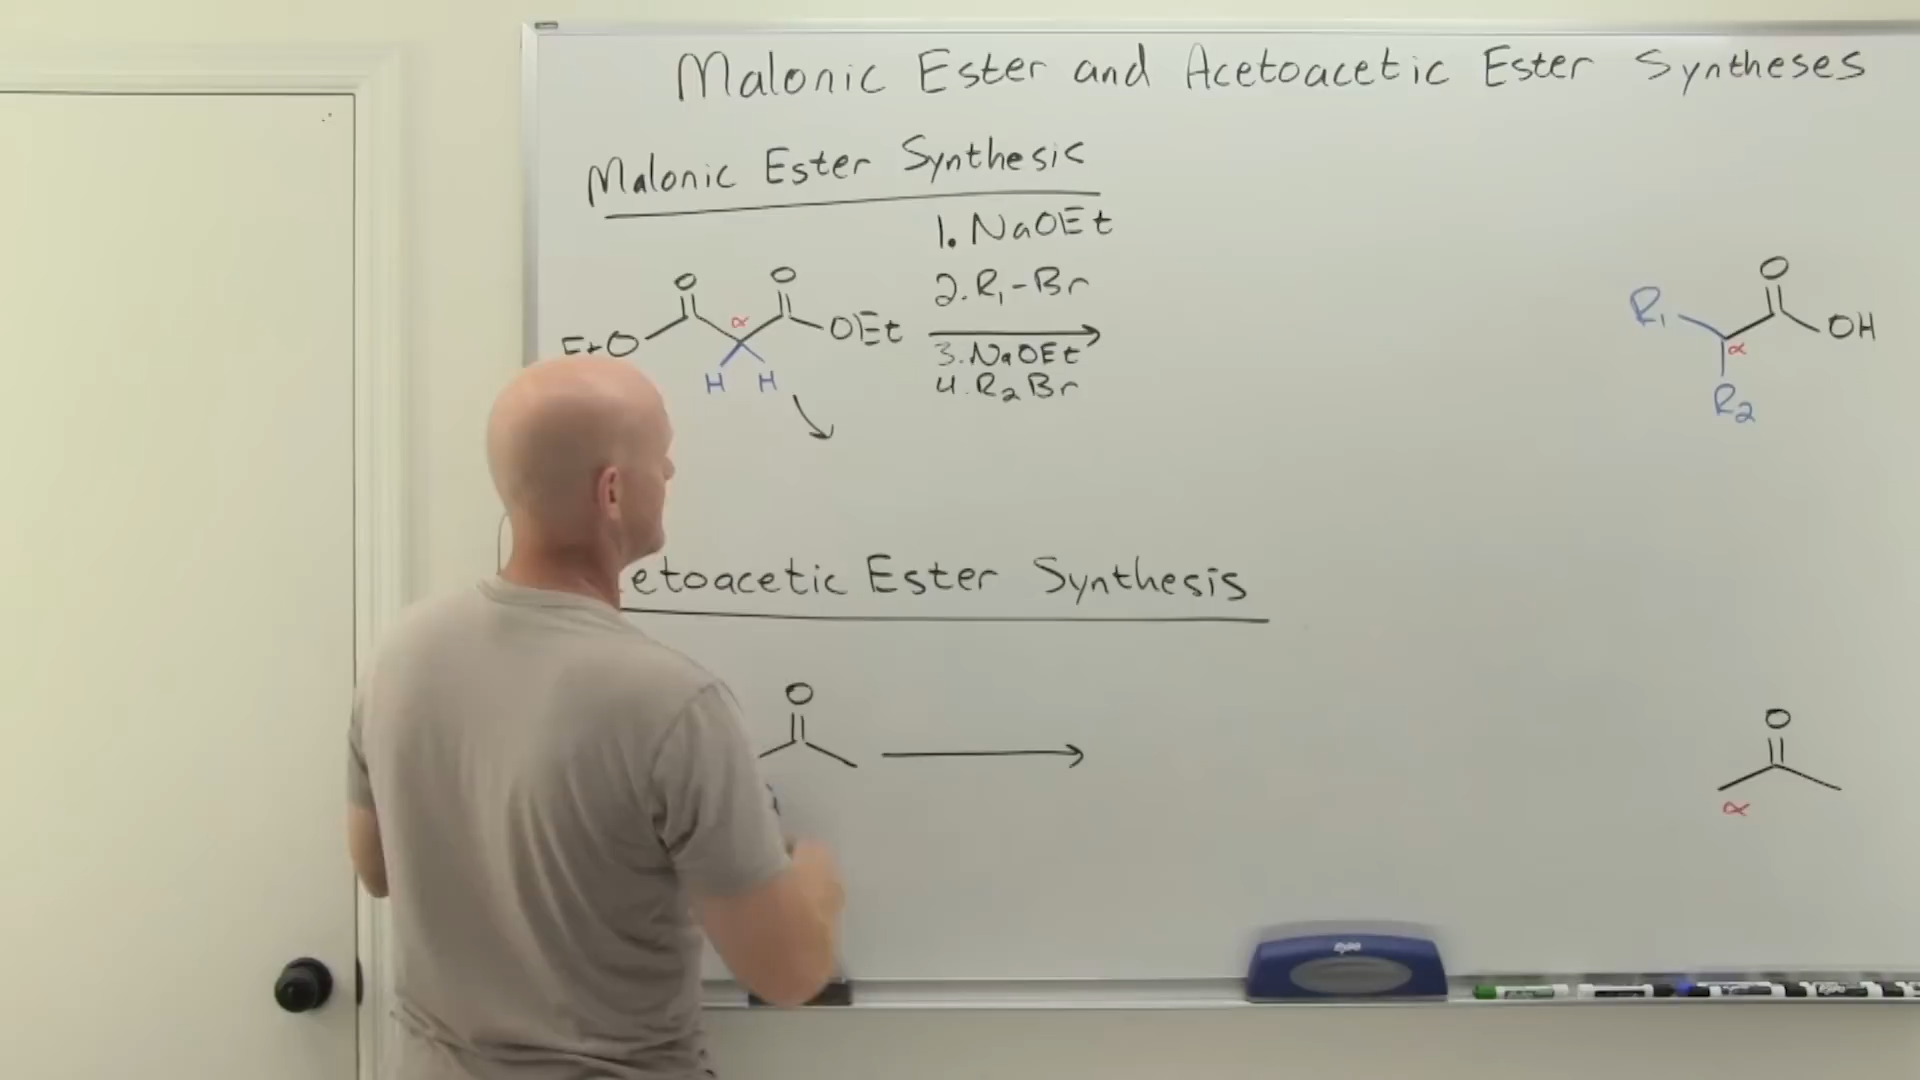 Malonic Ester and Acetoacetic Ester Syntheses
Malonic Ester Synthesis
1. NaOEt
2. R₁-Br
3. NaOEt
4. R₂Br
O O
EtO α OEt
H H
O
R₁ α OH
R₂
etoacetic Ester Synthesis
O
O
α
expo